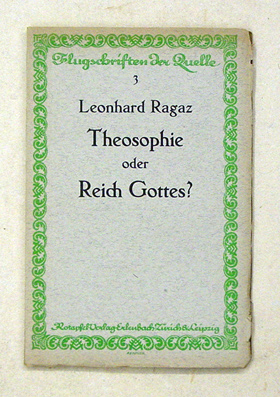 Flugschriften der Quelle
3
Leonhard Ragaz
Theosophie
oder
Reich Gottes?
Rotapfel-Verlag-Erlenbach-Zürich & Leipzig